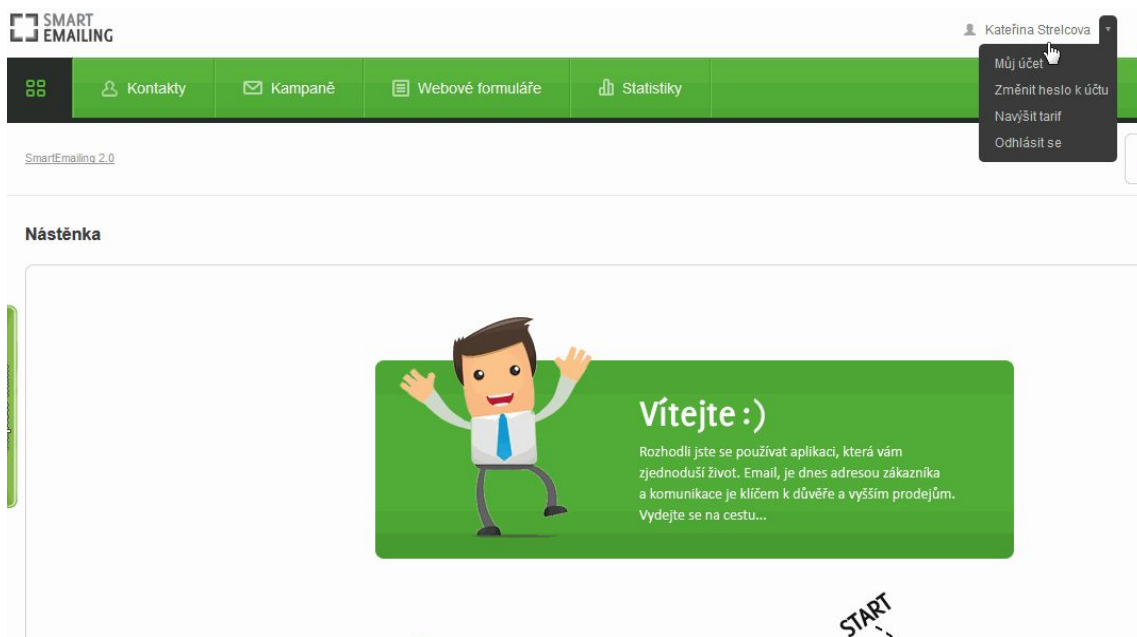 SMART
EMAILING
Kateřina Strelcova
Můj účet
Změnit heslo k účtu
Navýšit tarif
Odhlásit se
Kontakty
Kampaně
Webové formuláře
Statistiky
SmartEmailing 2.0
Nástěnka
Vítejte :)
Rozhodli jste se používat aplikaci, která vám
zjednoduší život. Email, je dnes adresou zákazníka
a komunikace je klíčem k důvěře a vyšším prodejům.
Vydejte se na cestu...
START